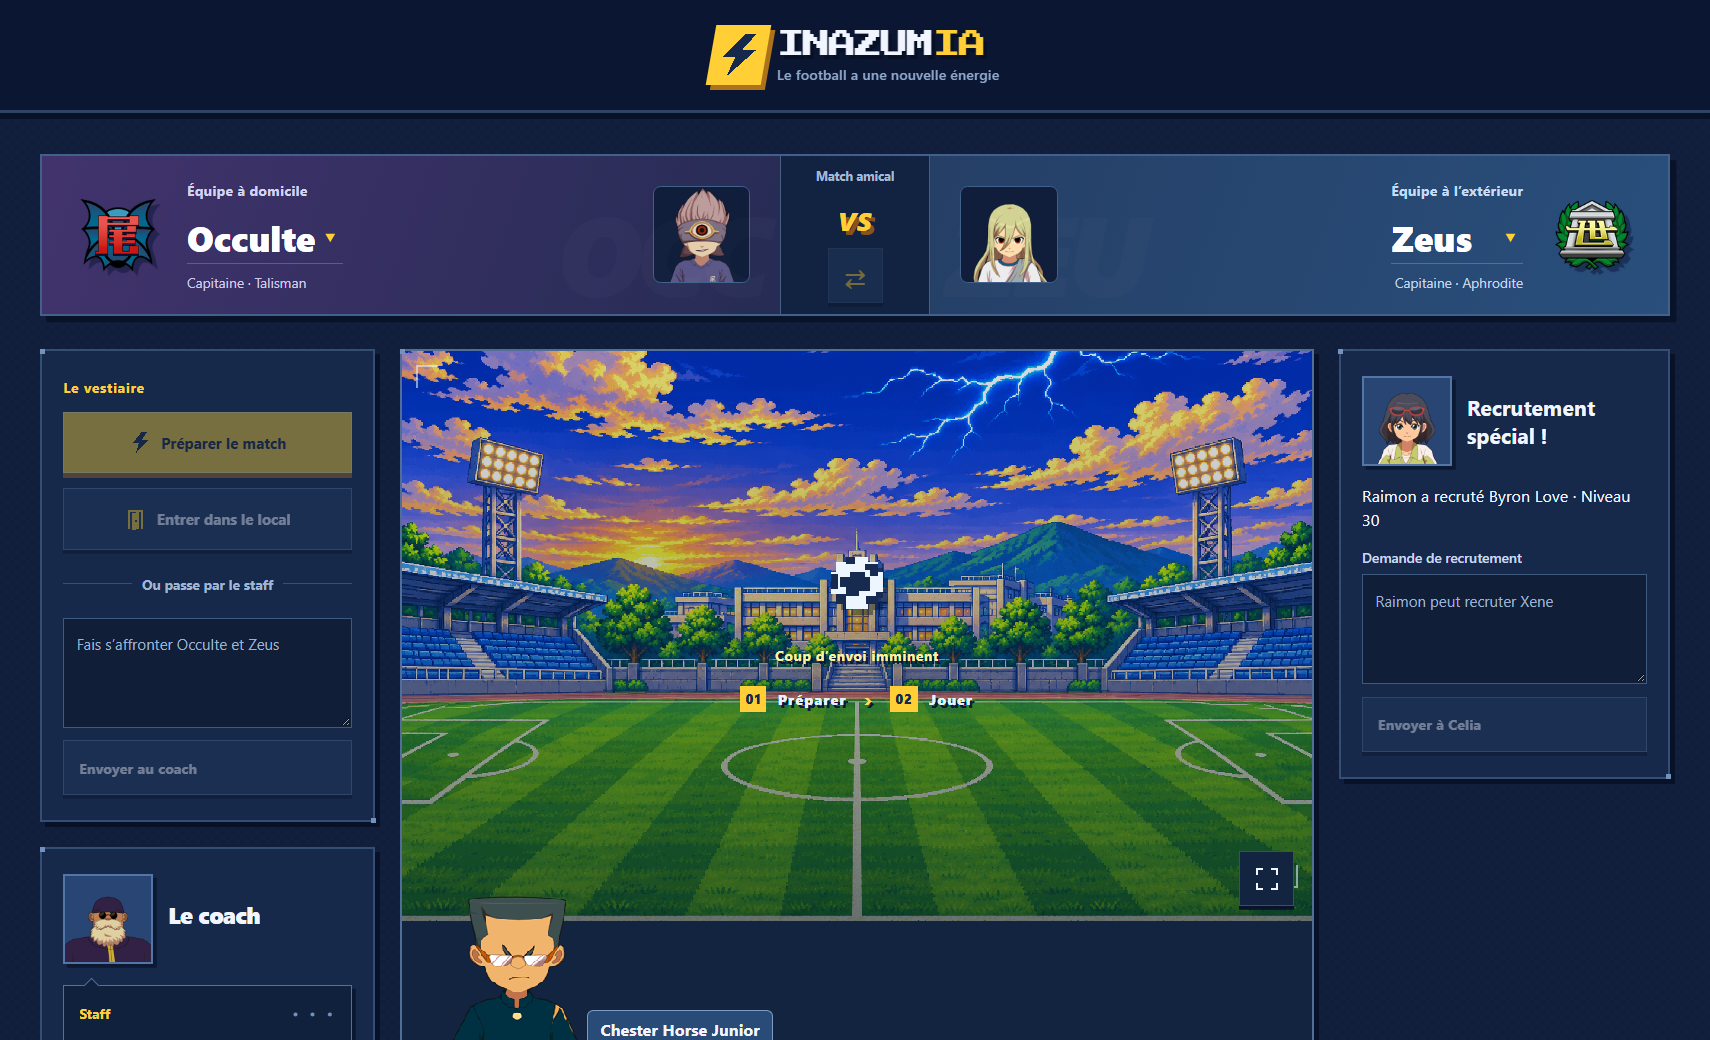 INAZUMIA
Le football a une nouvelle énergie
Équipe à domicile
Occulte
Capitaine · Talisman
OCC
Match amical
VS
ZEU
Équipe à l'extérieur
Zeus
Capitaine · Aphrodite
Le vestiaire
Préparer le match
Entrer dans le local
Ou passe par le staff
Fais s'affronter Occulte et Zeus
Envoyer au coach
Le coach
Staff
Coup d'envoi imminent
01 Préparer › 02 Jouer
Chester Horse Junior
Recrutement
spécial !
Raimon a recruté Byron Love · Niveau
30
Demande de recrutement
Raimon peut recruter Xene
Envoyer à Celia